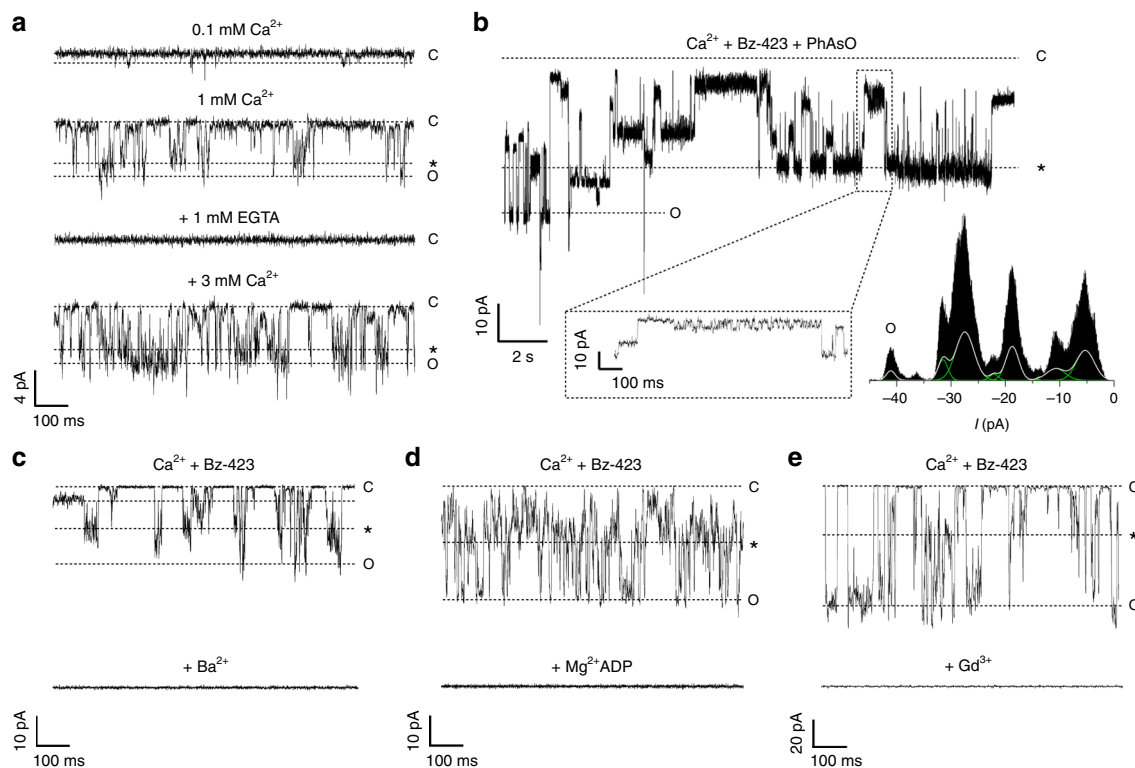 a
0.1 mM Ca²⁺
C
1 mM Ca²⁺
C
*
O
+ 1 mM EGTA
C
+ 3 mM Ca²⁺
C
*
O
4 pA
100 ms
b
Ca²⁺ + Bz-423 + PhAsO
C
*
O
10 pA
2 s
10 pA
100 ms
O
−40 −30 −20 −10 0
I (pA)
c
Ca²⁺ + Bz-423
C
*
O
+ Ba²⁺
10 pA
100 ms
d
Ca²⁺ + Bz-423
C
*
O
+ Mg²⁺ADP
10 pA
100 ms
e
Ca²⁺ + Bz-423
C
*
O
+ Gd³⁺
20 pA
100 ms